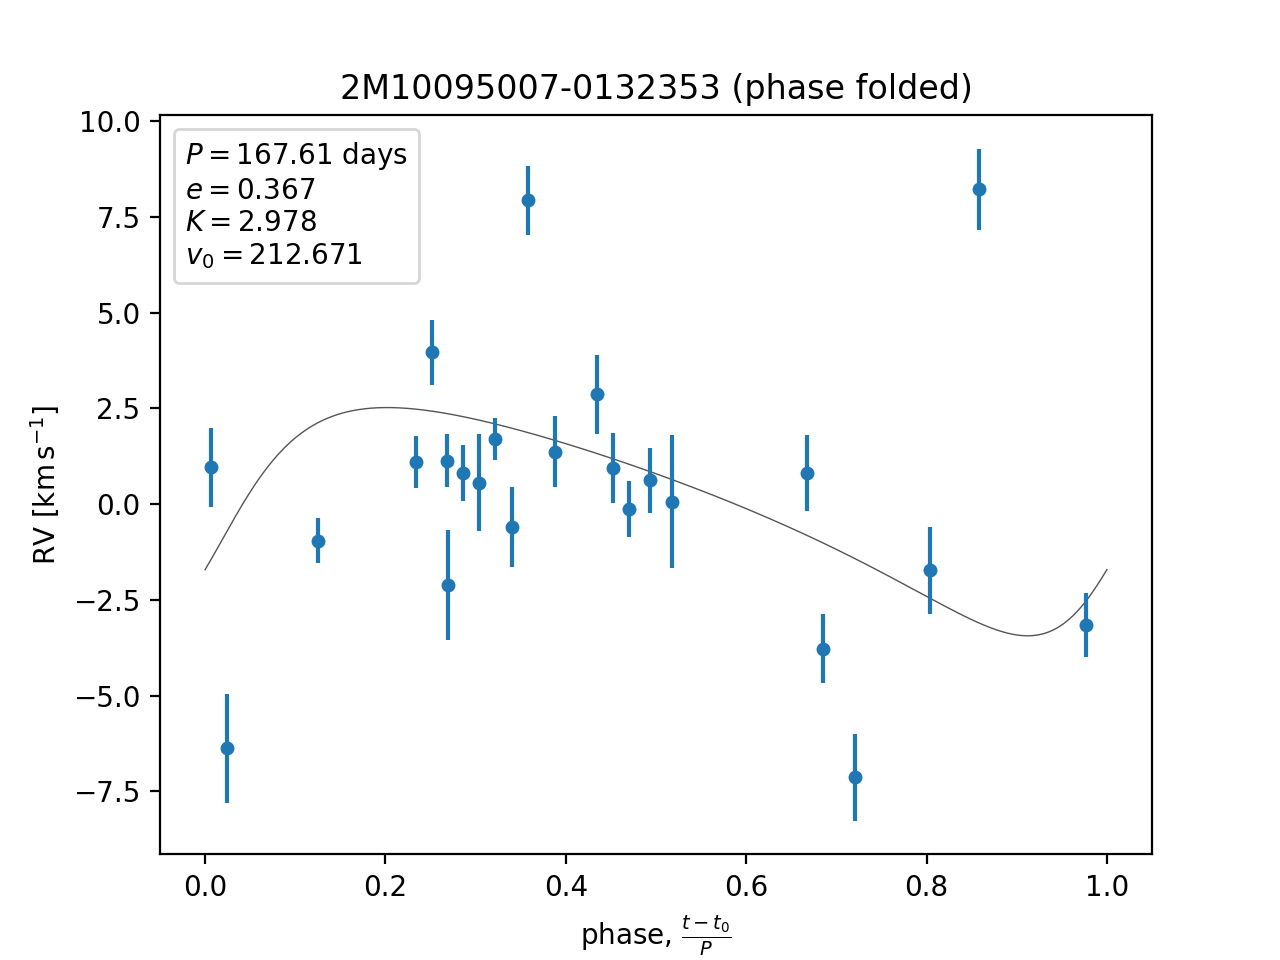 2M10095007-0132353 (phase folded)
P = 167.61 days
e = 0.367
K = 2.978
v₀ = 212.671
10.0
7.5
5.0
2.5
0.0
−2.5
−5.0
−7.5
RV [km s⁻¹]
0.0 0.2 0.4 0.6 0.8 1.0
phase, (t − t₀)/P